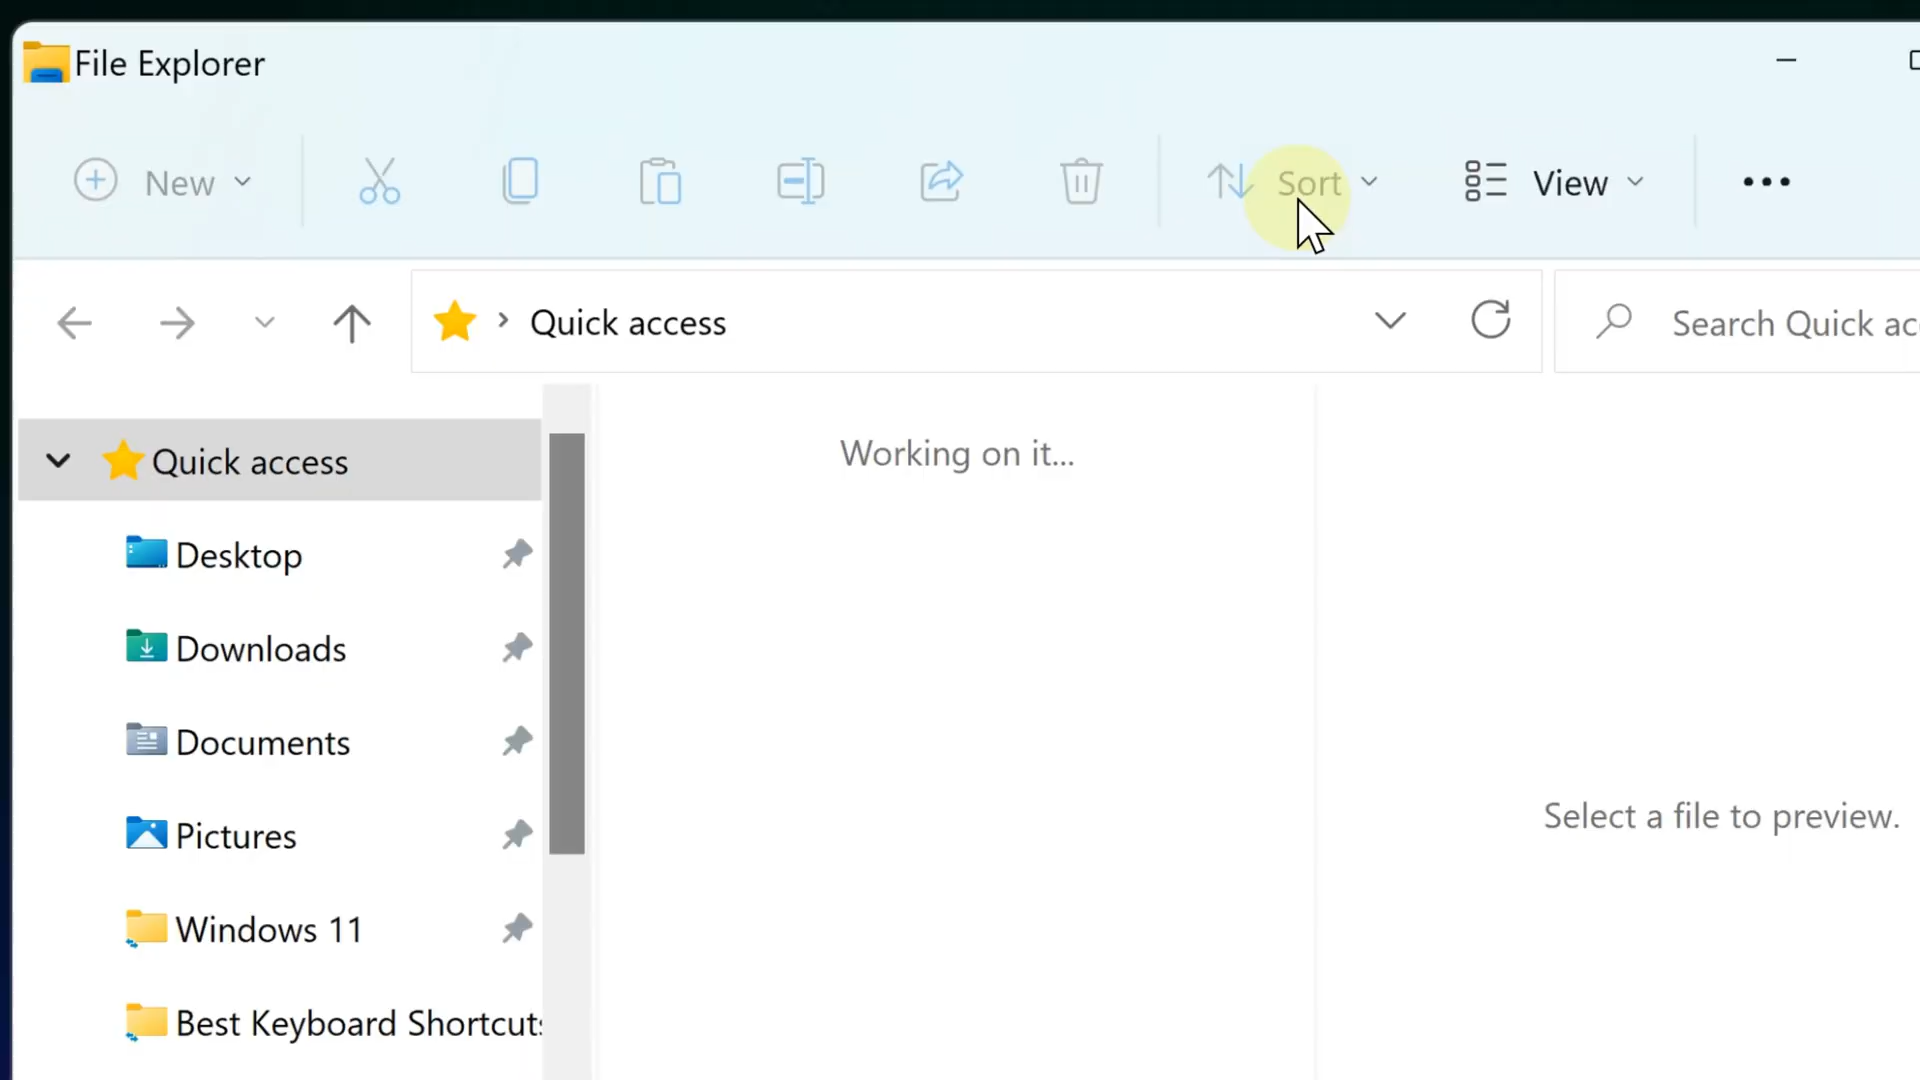 File Explorer
New
Sort
View
Quick access
Search Quick ac
Quick access
Working on it...
Desktop
Downloads
Documents
Pictures
Select a file to preview.
Windows 11
Best Keyboard Shortcuts